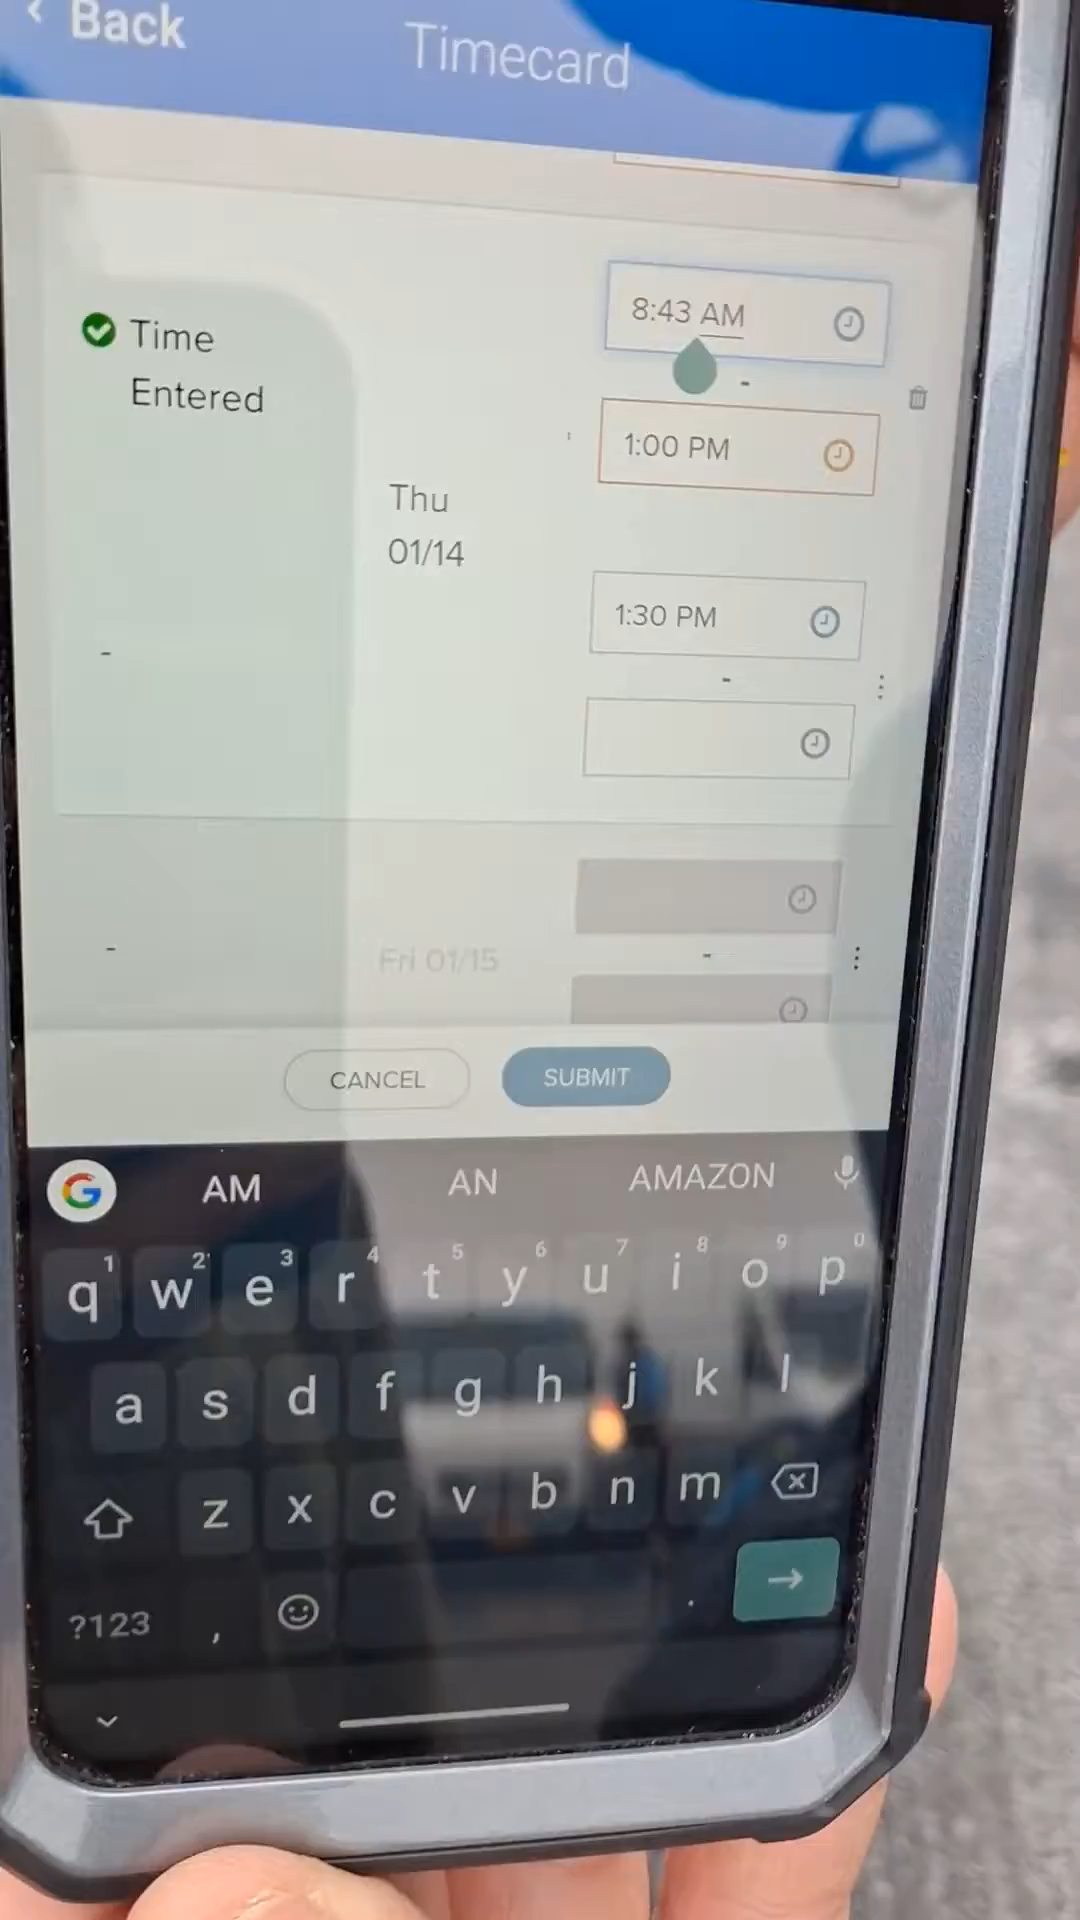 Back
Timecard
8:43 AM
Time
Entered
-
1:00 PM
Thu
01/14
1:30 PM
-
-
Fri 01/15
-
-
CANCEL
SUBMIT
G
AM
AN
AMAZON
1 2 3 4 5 6 7 8 9 0
q w e r t y u i o p
a s d f g h j k l
z x c v b n m
?123 , .